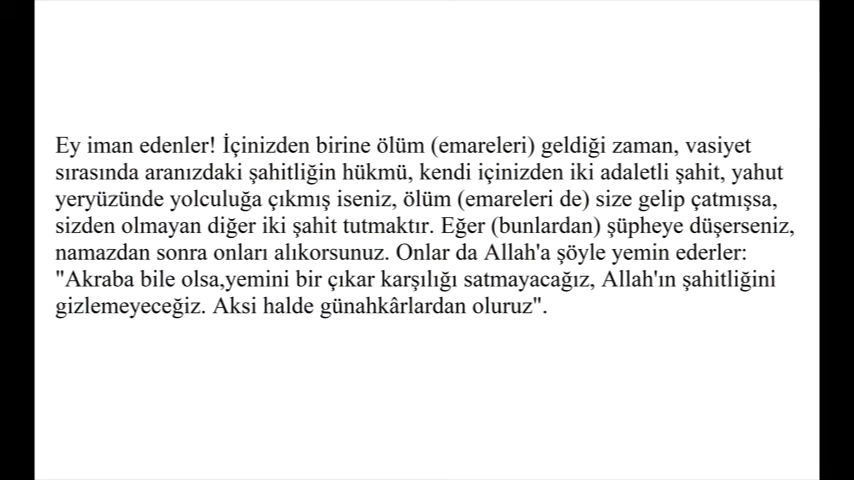 Ey iman edenler! İçinizden birine ölüm (emareleri) geldiği zaman, vasiyet
sırasında aranızdaki şahitliğin hükmü, kendi içinizden iki adaletli şahit, yahut
yeryüzünde yolculuğa çıkmış iseniz, ölüm (emareleri de) size gelip çatmışsa,
sizden olmayan diğer iki şahit tutmaktır. Eğer (bunlardan) şüpheye düşerseniz,
namazdan sonra onları alıkorsunuz. Onlar da Allah'a şöyle yemin ederler:
"Akraba bile olsa,yemini bir çıkar karşılığı satmayacağız, Allah'ın şahitliğini
gizlemeyeceğiz. Aksi halde günahkârlardan oluruz".